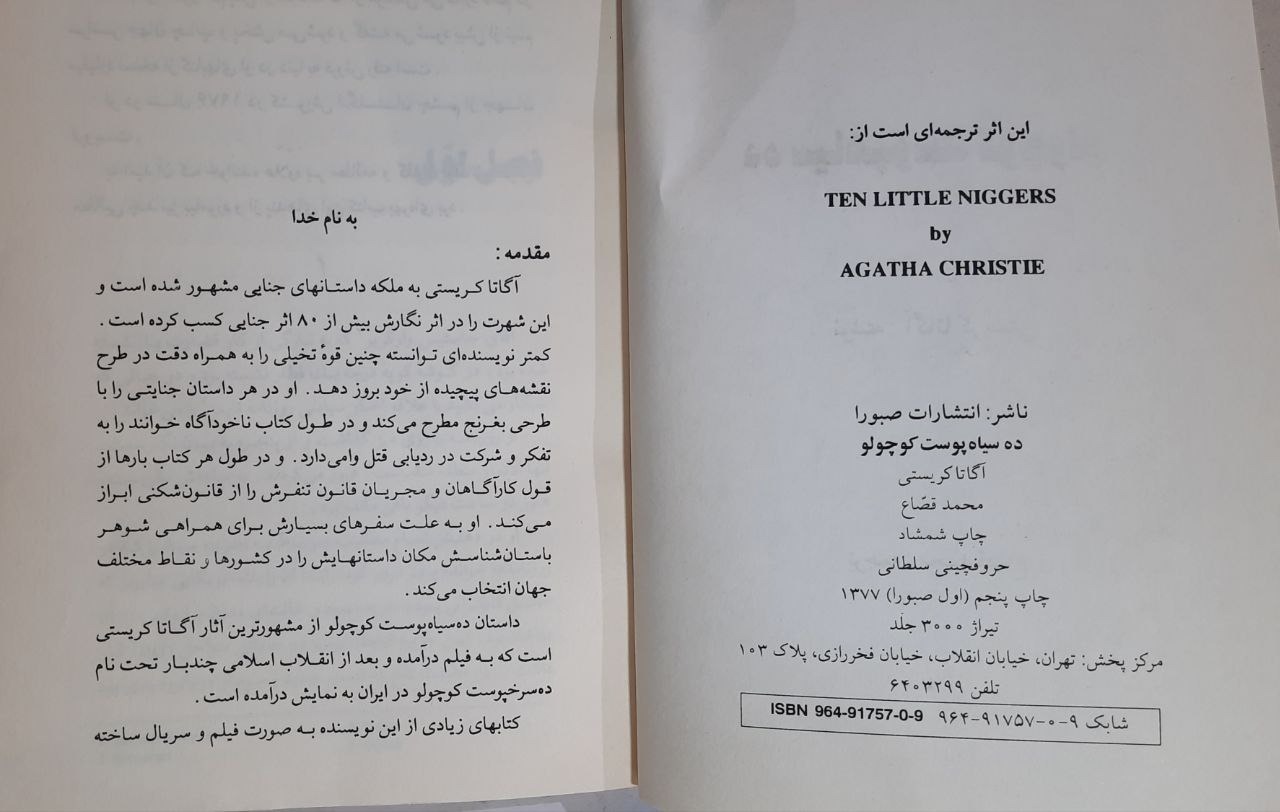 این اثر ترجمه‌ای است از:
TEN LITTLE NIGGERS
by
AGATHA CHRISTIE
ناشر: انتشارات صبورا
ده سیاه‌پوست کوچولو
آگاتا کریستی
محمد قصّاع
چاپ شمشاد
حروفچینی سلطانی
چاپ پنجم (اول صبورا) ۱۳۷۷
تیراژ ۳۰۰۰ جلد
مرکز پخش: تهران، خیابان انقلاب، خیابان فخررازی، پلاک ۱۰۳
تلفن ۶۴۰۳۲۹۹
شابک ۹-۰-۹۱۷۵۷-۹۶۴ ISBN 964-91757-0-9
به نام خدا
مقدمه :
آگاتا کریستی به ملکه داستانهای جنایی مشهور شده است و
این شهرت را در اثر نگارش بیش از ۸۰ اثر جنایی کسب کرده است .
کمتر نویسنده‌ای توانسته چنین قوهٔ تخیلی را به همراه دقت در طرح
نقشه‌های پیچیده از خود بروز دهد. او در هر داستان جنایتی را با
طرحی بغرنج مطرح می‌کند و در طول کتاب ناخودآگاه خوانند را به
تفکر و شرکت در ردیابی قتل وامی‌دارد. و در طول هر کتاب بارها از
قول کارآگاهان و مجریان قانون تنفرش را از قانون‌شکنی ابراز
می‌کند. او به علت سفرهای بسیارش برای همراهی شوهر
باستان‌شناسش مکان داستانهایش را در کشورها و نقاط مختلف
جهان انتخاب می‌کند .
داستان ده‌سیاه‌پوست کوچولو از مشهورترین آثار آگاتا کریستی
است که به فیلم درآمده و بعد از انقلاب اسلامی چندبار تحت نام
ده‌سرخپوست کوچولو در ایران به نمایش درآمده است .
کتابهای زیادی از این نویسنده به صورت فیلم و سریال ساخته